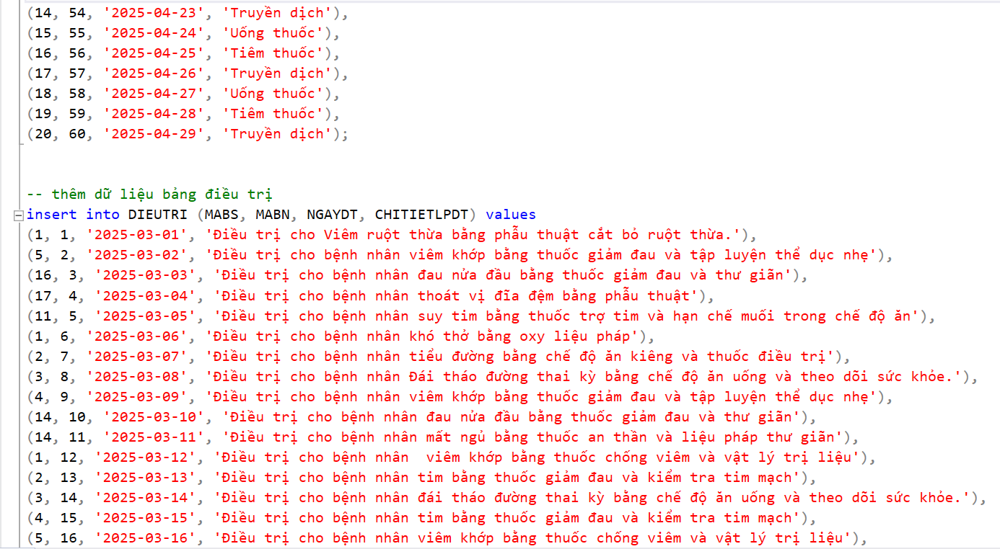 (14, 54, '2025-04-23', 'Truyền dịch'),
(15, 55, '2025-04-24', 'Uống thuốc'),
(16, 56, '2025-04-25', 'Tiêm thuốc'),
(17, 57, '2025-04-26', 'Truyền dịch'),
(18, 58, '2025-04-27', 'Uống thuốc'),
(19, 59, '2025-04-28', 'Tiêm thuốc'),
(20, 60, '2025-04-29', 'Truyền dịch');
-- thêm dữ liệu bảng điều trị
insert into DIEUTRI (MABS, MABN, NGAYDT, CHITIETLPDT) values
(1, 1, '2025-03-01', 'Điều trị cho Viêm ruột thừa bằng phẫu thuật cắt bỏ ruột thừa.'),
(5, 2, '2025-03-02', 'Điều trị cho bệnh nhân viêm khớp bằng thuốc giảm đau và tập luyện thể dục nhẹ'),
(16, 3, '2025-03-03', 'Điều trị cho bệnh nhân đau nửa đầu bằng thuốc giảm đau và thư giãn'),
(17, 4, '2025-03-04', 'Điều trị cho bệnh nhân thoát vị đĩa đệm bằng phẫu thuật'),
(11, 5, '2025-03-05', 'Điều trị cho bệnh nhân suy tim bằng thuốc trợ tim và hạn chế muối trong chế độ ăn'),
(1, 6, '2025-03-06', 'Điều trị cho bệnh nhân khó thở bằng oxy liệu pháp'),
(2, 7, '2025-03-07', 'Điều trị cho bệnh nhân tiểu đường bằng chế độ ăn kiêng và thuốc điều trị'),
(3, 8, '2025-03-08', 'Điều trị cho bệnh nhân Đái tháo đường thai kỳ bằng chế độ ăn uống và theo dõi sức khỏe.'),
(4, 9, '2025-03-09', 'Điều trị cho bệnh nhân viêm khớp bằng thuốc giảm đau và tập luyện thể dục nhẹ'),
(14, 10, '2025-03-10', 'Điều trị cho bệnh nhân đau nửa đầu bằng thuốc giảm đau và thư giãn'),
(14, 11, '2025-03-11', 'Điều trị cho bệnh nhân mất ngủ bằng thuốc an thần và liệu pháp thư giãn'),
(1, 12, '2025-03-12', 'Điều trị cho bệnh nhân  viêm khớp bằng thuốc chống viêm và vật lý trị liệu'),
(2, 13, '2025-03-13', 'Điều trị cho bệnh nhân tim bằng thuốc giảm đau và kiểm tra tim mạch'),
(3, 14, '2025-03-14', 'Điều trị cho bệnh nhân đái tháo đường thai kỳ bằng chế độ ăn uống và theo dõi sức khỏe.'),
(4, 15, '2025-03-15', 'Điều trị cho bệnh nhân tim bằng thuốc giảm đau và kiểm tra tim mạch'),
(5, 16, '2025-03-16', 'Điều trị cho bệnh nhân viêm khớp bằng thuốc chống viêm và vật lý trị liệu'),